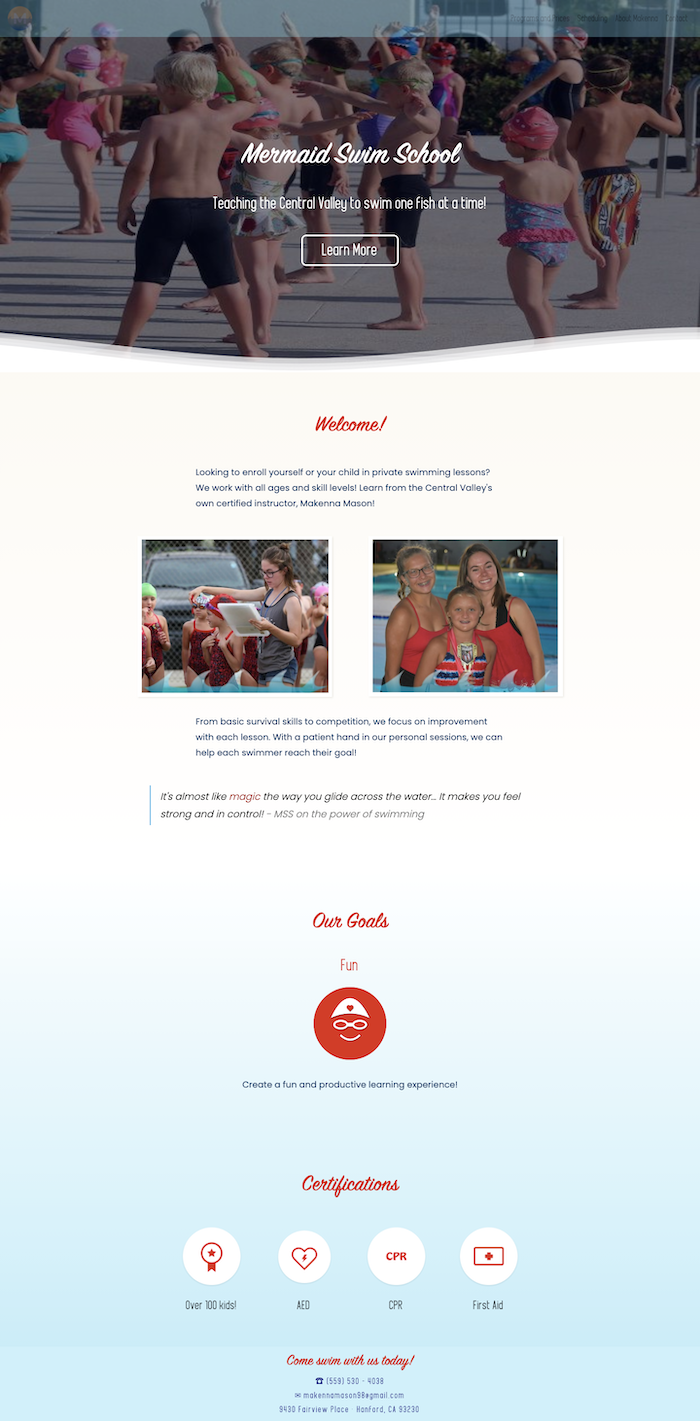 Scheduling About Makenna Contact
Mermaid Swim School
Teaching the Central Valley to swim one fish at a time!
Learn More
Welcome!
Looking to enroll yourself or your child in private swimming lessons?
We work with all ages and skill levels! Learn from the Central Valley's
own certified instructor, Makenna Mason!
From basic survival skills to competition, we focus on improvement
with each lesson. With a patient hand in our personal sessions, we can
help each swimmer reach their goal!
It's almost like magic the way you glide across the water... It makes you feel
strong and in control! - MSS on the power of swimming
Our Goals
Fun
Create a fun and productive learning experience!
Certifications
CPR
Over 100 kids!
AED
CPR
First Aid
Come swim with us today!
☎ (559) 530 - 4038
✉ makennamason98@gmail.com
9430 Fairview Place · Hanford, CA 93230